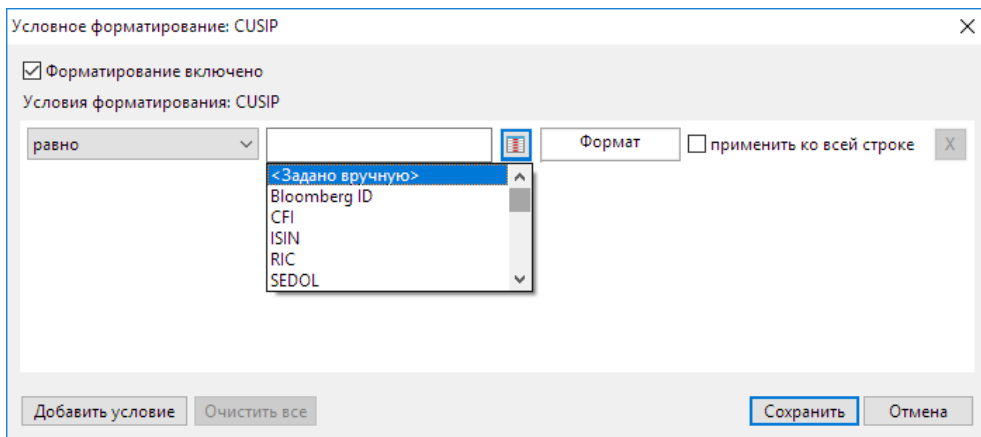 Условное форматирование: CUSIP
Форматирование включено
Условия форматирования: CUSIP
равно
Формат
применить ко всей строке
X
<Задано вручную>
Bloomberg ID
CFI
ISIN
RIC
SEDOL
Добавить условие
Очистить все
Сохранить
Отмена